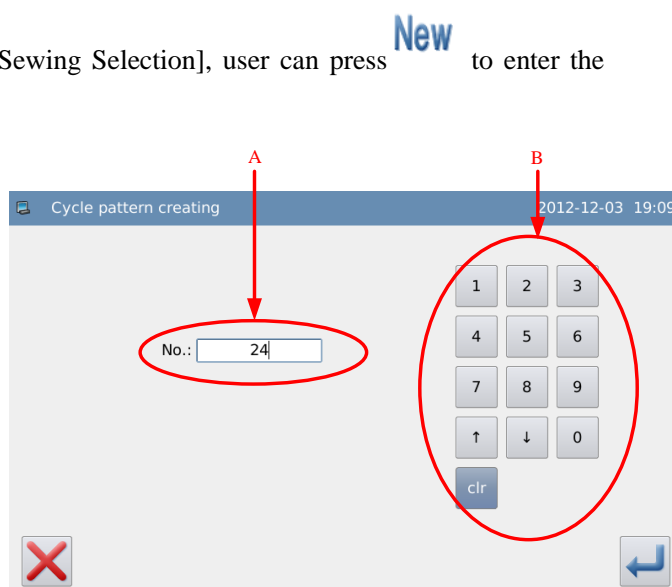 Sewing Selection], user can press New to enter the
A B
Cycle pattern creating 2012-12-03 19:09
1 2 3
No.: 24
4 5 6
7 8 9
↑ ↓ 0
clr